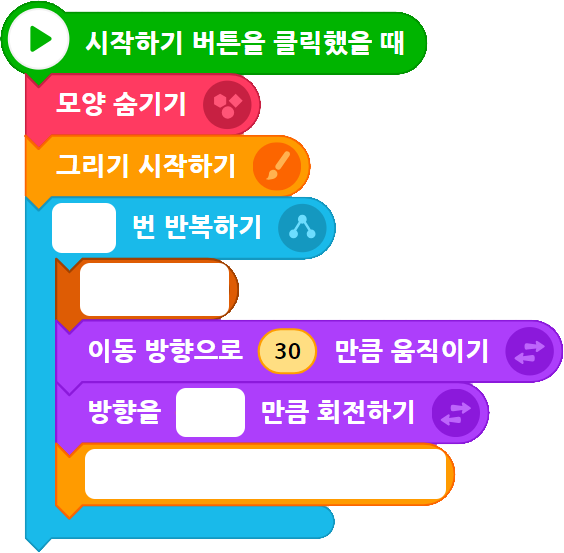 시작하기 버튼을 클릭했을 때
모양 숨기기
그리기 시작하기
번 반복하기
이동 방향으로 30 만큼 움직이기
방향을 만큼 회전하기